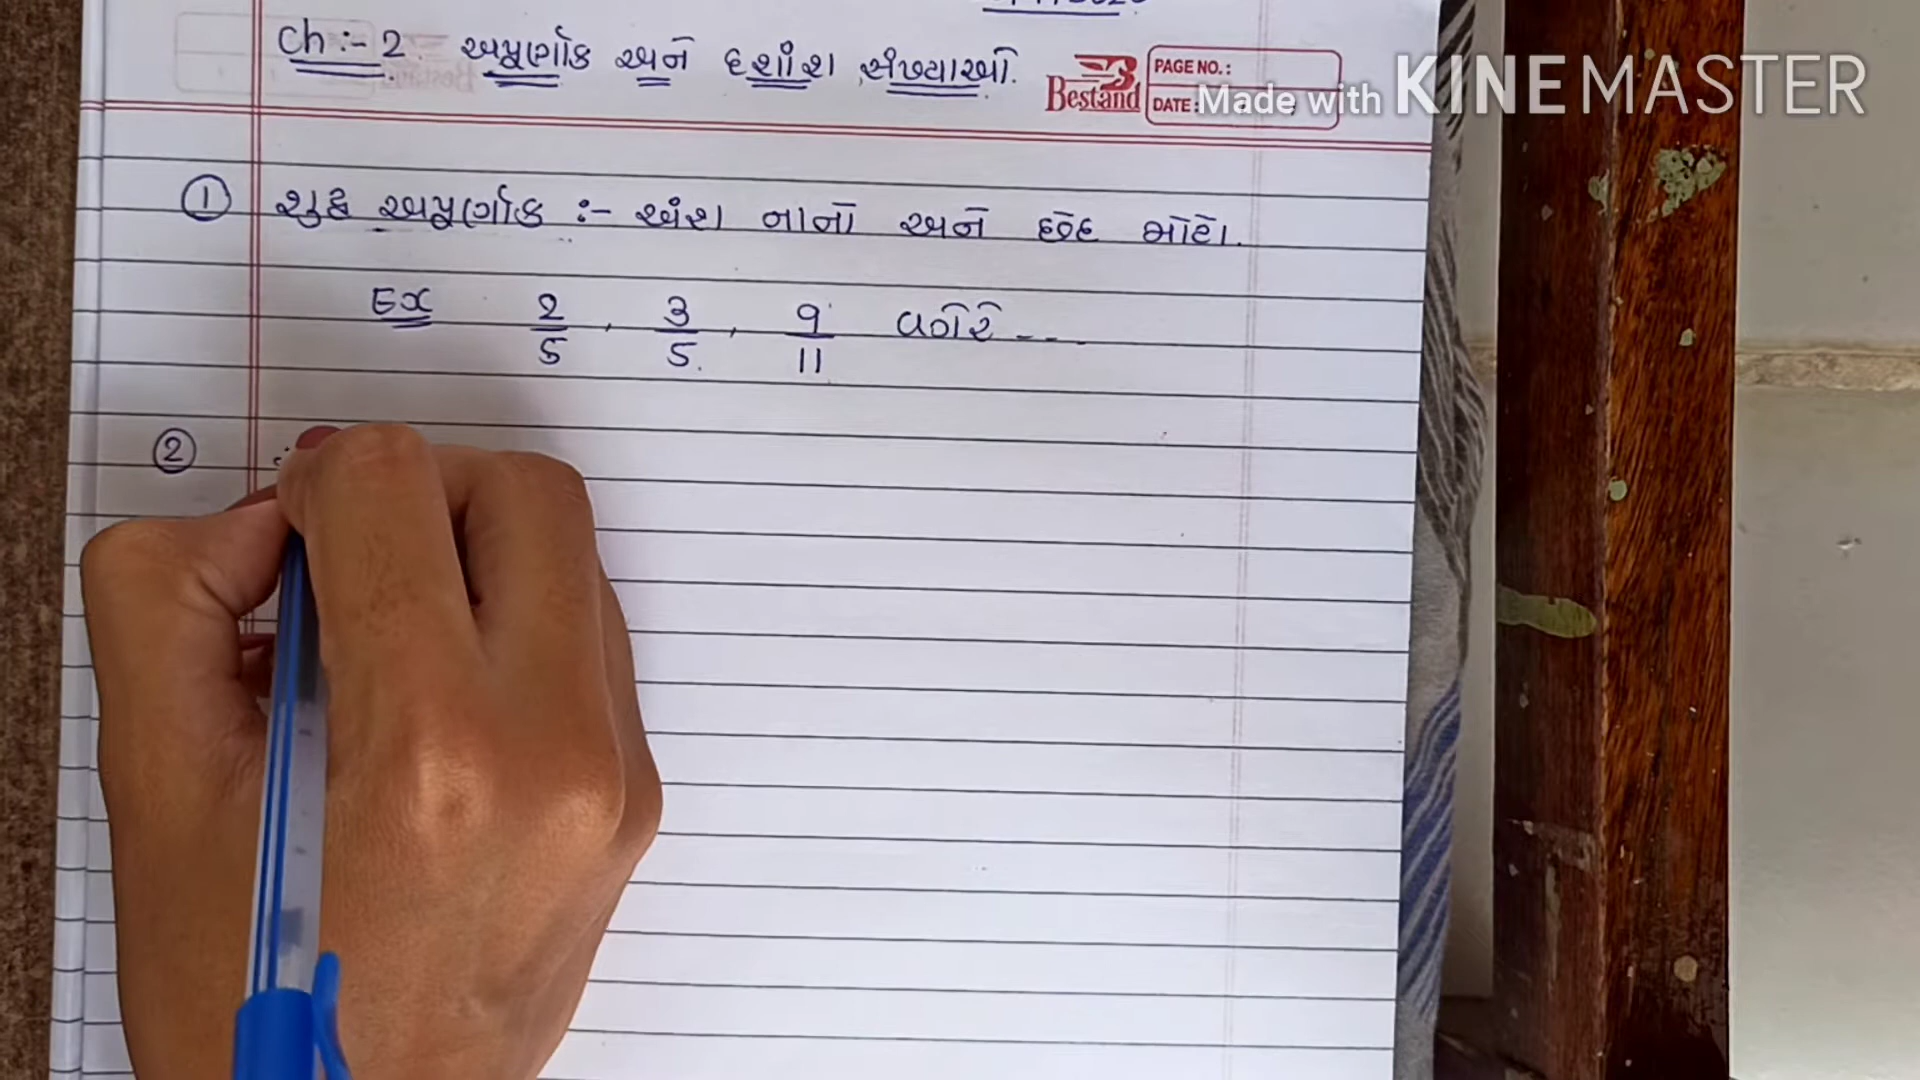 Ch :- 2 અપૂર્ણાંક અને દશાંશ સંખ્યાઓ.
Bestand
PAGE NO.:
DATE:
Made with KINEMASTER
① શુદ્ધ અપૂર્ણાંક :- અંશ નાનો અને છેદ મોટો.
Ex 2/5 , 3/5 , 9/11 વગેરે ---
②